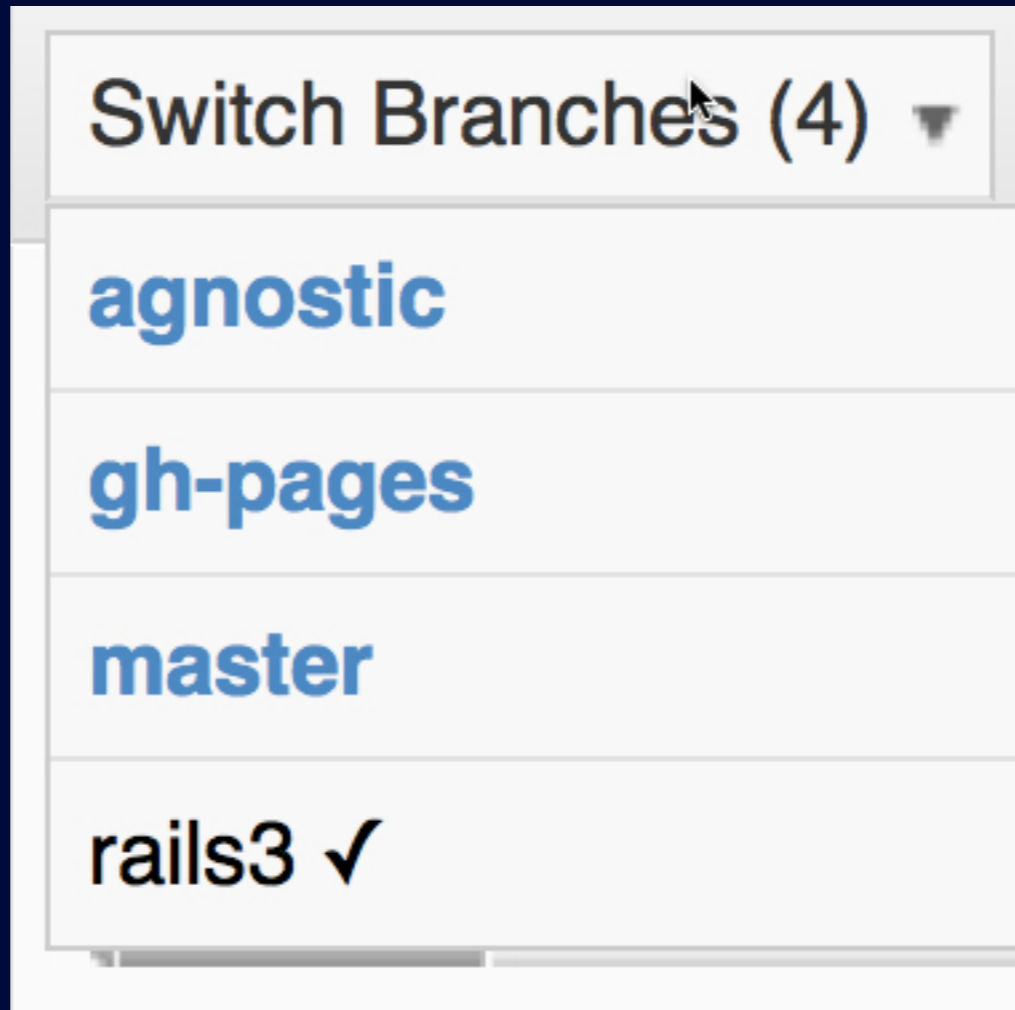 Switch Branches (4) ▼
agnostic
gh-pages
master
rails3 ✓